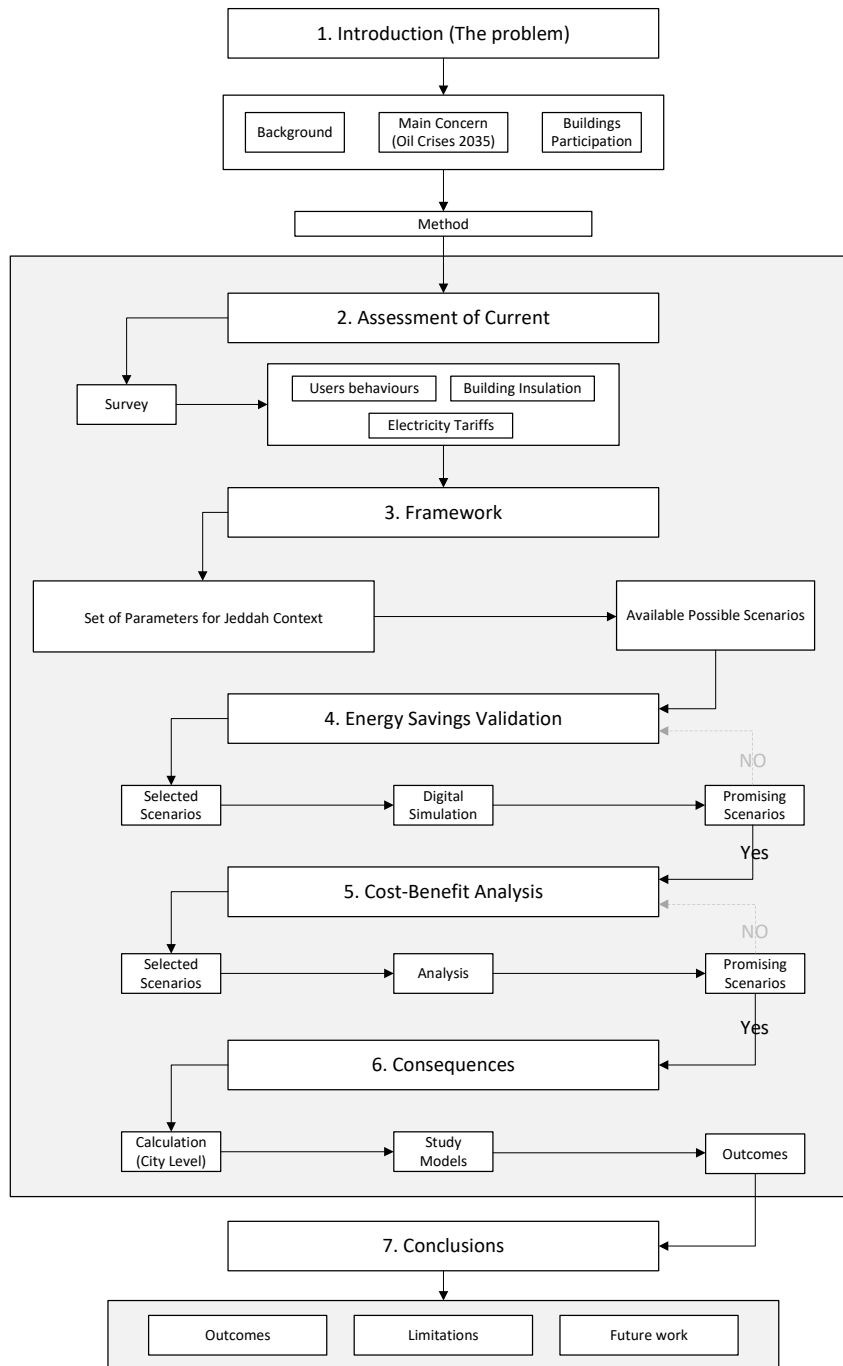 1. Introduction (The problem)
Background
Main Concern
(Oil Crises 2035)
Buildings
Participation
Method
2. Assessment of Current
Survey
Users behaviours
Building Insulation
Electricity Tariffs
3. Framework
Set of Parameters for Jeddah Context
Available Possible Scenarios
4. Energy Savings Validation
NO
Selected
Scenarios
Digital
Simulation
Promising
Scenarios
Yes
5. Cost-Benefit Analysis
NO
Selected
Scenarios
Analysis
Promising
Scenarios
Yes
6. Consequences
Calculation
(City Level)
Study
Models
Outcomes
7. Conclusions
Outcomes
Limitations
Future work